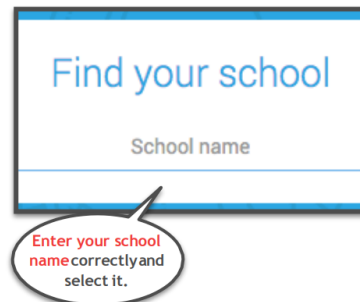 Find your school
School name
Enter your school
name correctly and
select it.